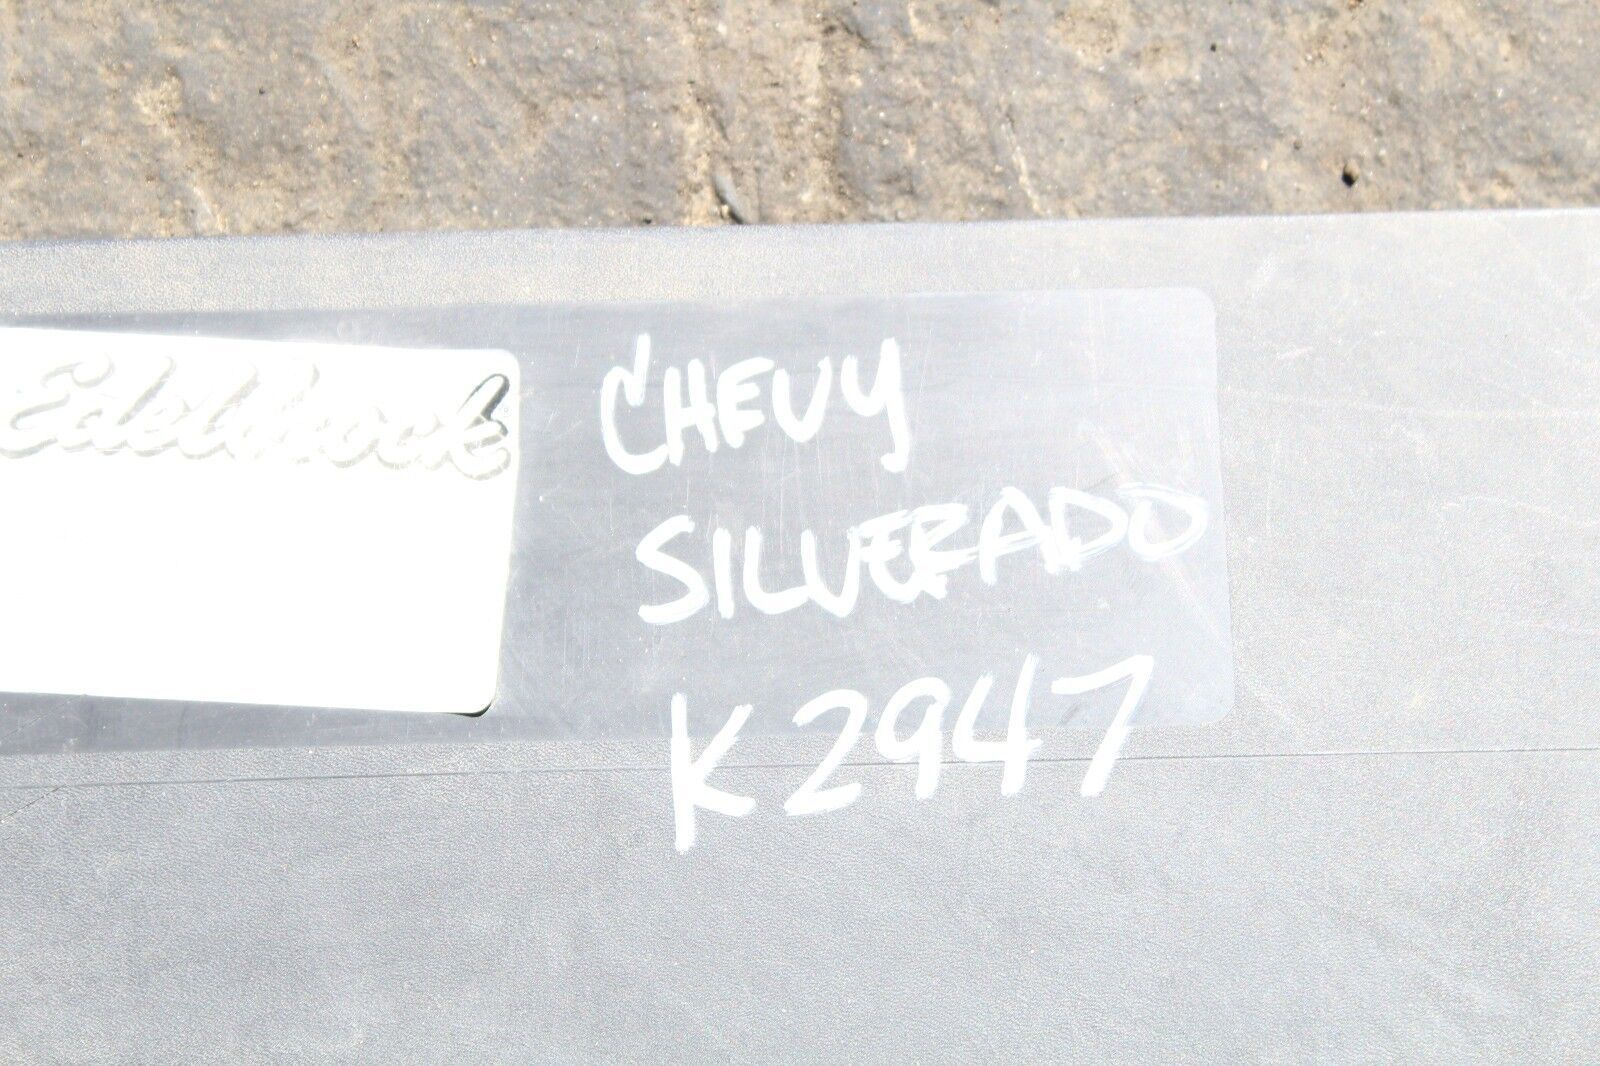 Edelbrock
CHEVY
SILVERADO
K2947